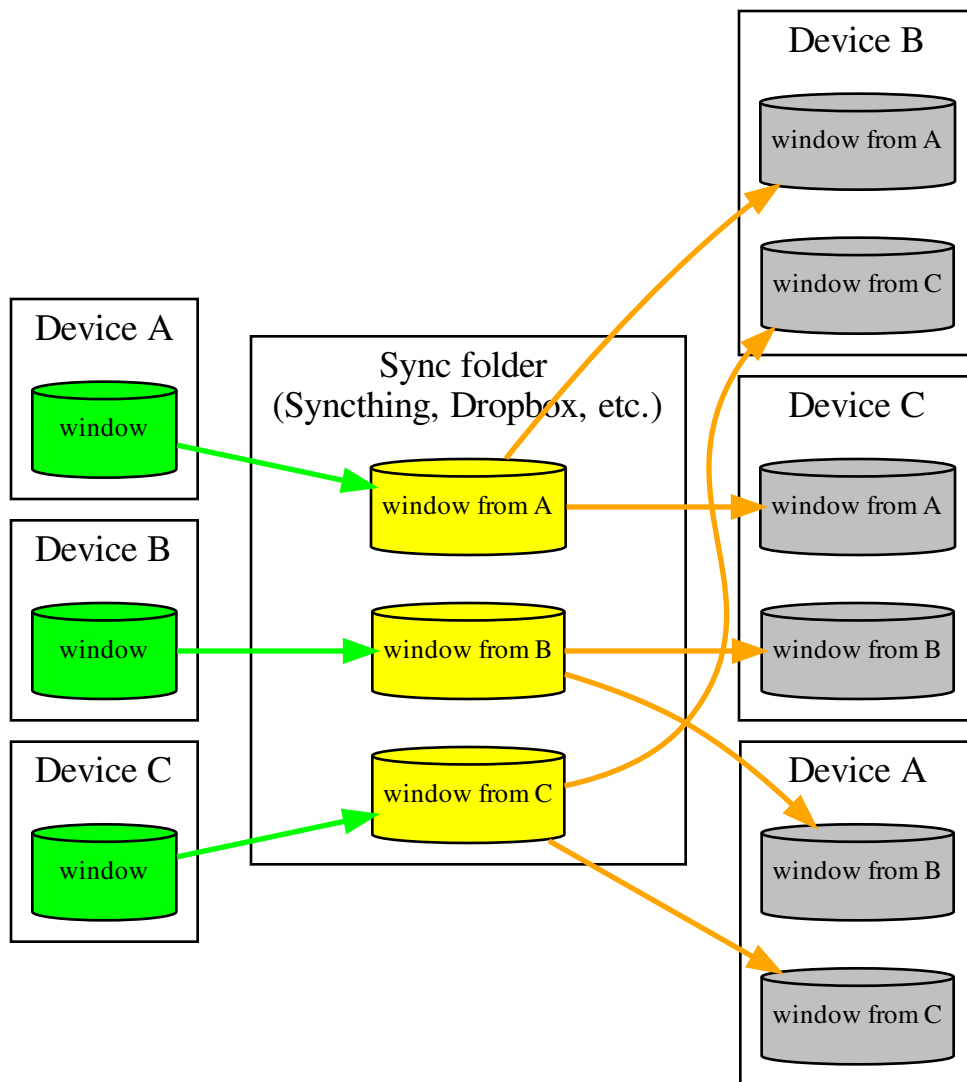 Device A
window
Device B
window
Device C
window
Sync folder
(Syncthing, Dropbox, etc.)
window from A
window from B
window from C
Device B
window from A
window from C
Device C
window from A
window from B
Device A
window from B
window from C